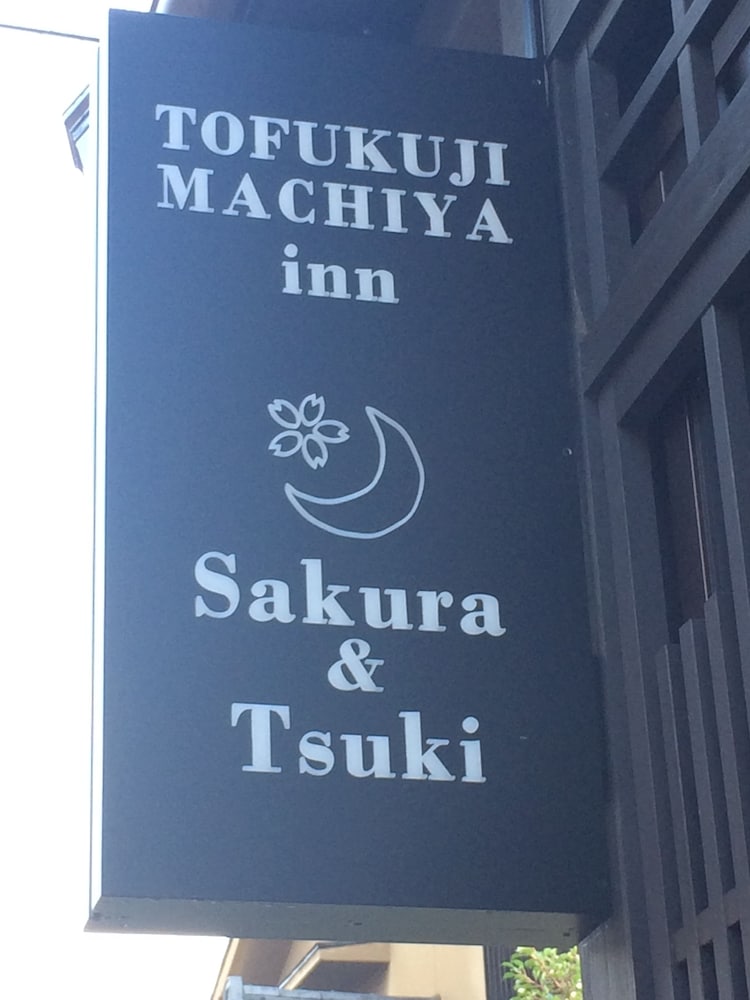 TOFUKUJI
MACHIYA
inn
Sakura
&
Tsuki